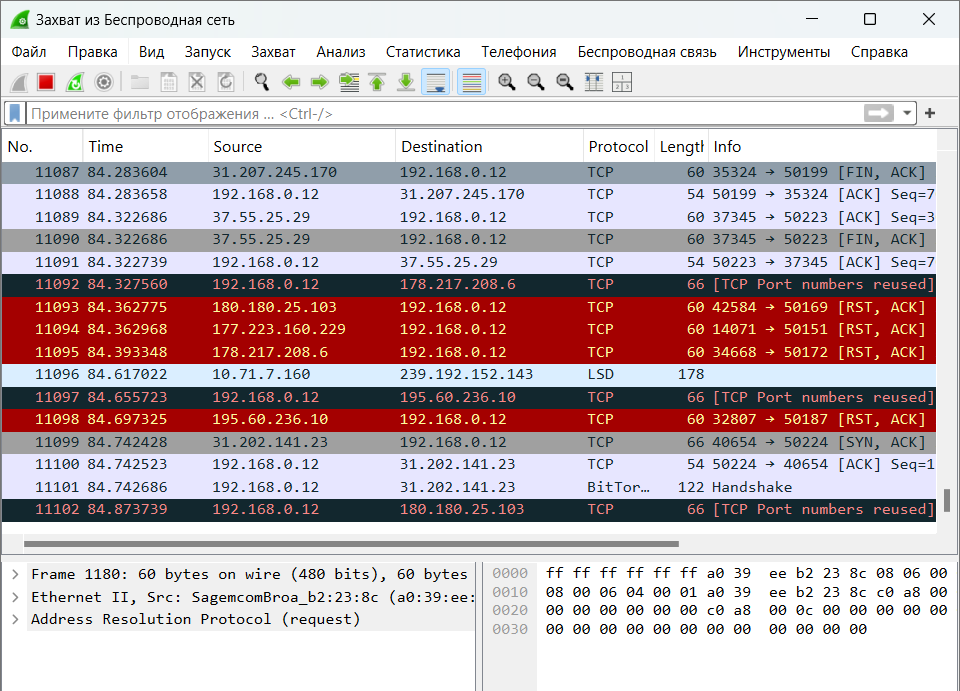 Захват из Беспроводная сеть
Файл Правка Вид Запуск Захват Анализ Статистика Телефония Беспроводная связь Инструменты Справка
Примените фильтр отображения ... <Ctrl-/>
No. Time Source Destination Protocol Length Info
11087 84.283604 31.207.245.170 192.168.0.12 TCP 60 35324 → 50199 [FIN, ACK]
11088 84.283658 192.168.0.12 31.207.245.170 TCP 54 50199 → 35324 [ACK] Seq=7
11089 84.322686 37.55.25.29 192.168.0.12 TCP 60 37345 → 50223 [ACK] Seq=3
11090 84.322686 37.55.25.29 192.168.0.12 TCP 60 37345 → 50223 [FIN, ACK]
11091 84.322739 192.168.0.12 37.55.25.29 TCP 54 50223 → 37345 [ACK] Seq=7
11092 84.327560 192.168.0.12 178.217.208.6 TCP 66 [TCP Port numbers reused]
11093 84.362775 180.180.25.103 192.168.0.12 TCP 60 42584 → 50169 [RST, ACK]
11094 84.362968 177.223.160.229 192.168.0.12 TCP 60 14071 → 50151 [RST, ACK]
11095 84.393348 178.217.208.6 192.168.0.12 TCP 60 34668 → 50172 [RST, ACK]
11096 84.617022 10.71.7.160 239.192.152.143 LSD 178
11097 84.655723 192.168.0.12 195.60.236.10 TCP 66 [TCP Port numbers reused]
11098 84.697325 195.60.236.10 192.168.0.12 TCP 60 32807 → 50187 [RST, ACK]
11099 84.742428 31.202.141.23 192.168.0.12 TCP 66 40654 → 50224 [SYN, ACK]
11100 84.742523 192.168.0.12 31.202.141.23 TCP 54 50224 → 40654 [ACK] Seq=1
11101 84.742686 192.168.0.12 31.202.141.23 BitTor… 122 Handshake
11102 84.873739 192.168.0.12 180.180.25.103 TCP 66 [TCP Port numbers reused]
Frame 1180: 60 bytes on wire (480 bits), 60 bytes
Ethernet II, Src: SagemcomBroa_b2:23:8c (a0:39:ee:
Address Resolution Protocol (request)
0000 ff ff ff ff ff ff a0 39 ee b2 23 8c 08 06 00
0010 08 00 06 04 00 01 a0 39 ee b2 23 8c c0 a8 00
0020 00 00 00 00 00 00 c0 a8 00 0c 00 00 00 00 00
0030 00 00 00 00 00 00 00 00 00 00 00 00